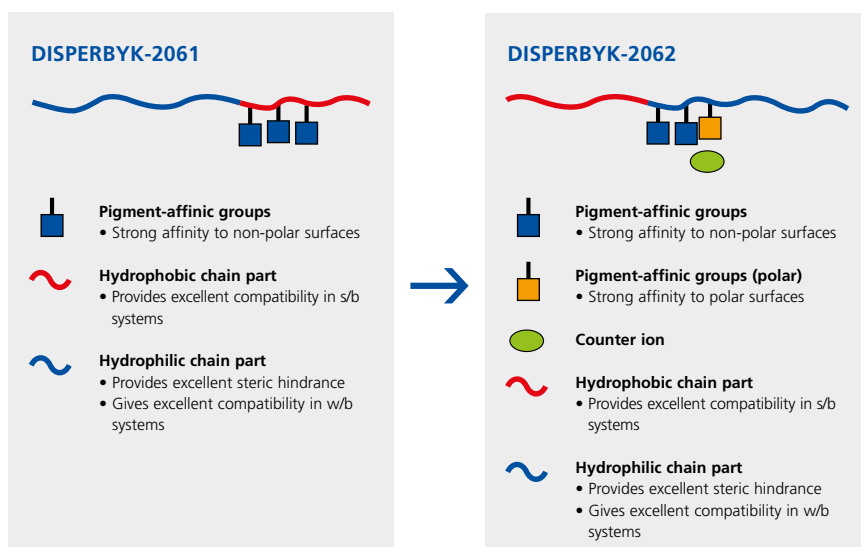 DISPERBYK-2061
Pigment-affinic groups
• Strong affinity to non-polar surfaces
Hydrophobic chain part
• Provides excellent compatibility in s/b
systems
Hydrophilic chain part
• Provides excellent steric hindrance
• Gives excellent compatibility in w/b
systems
DISPERBYK-2062
Pigment-affinic groups
• Strong affinity to non-polar surfaces
Pigment-affinic groups (polar)
• Strong affinity to polar surfaces
Counter ion
Hydrophobic chain part
• Provides excellent compatibility in s/b
systems
Hydrophilic chain part
• Provides excellent steric hindrance
• Gives excellent compatibility in w/b
systems